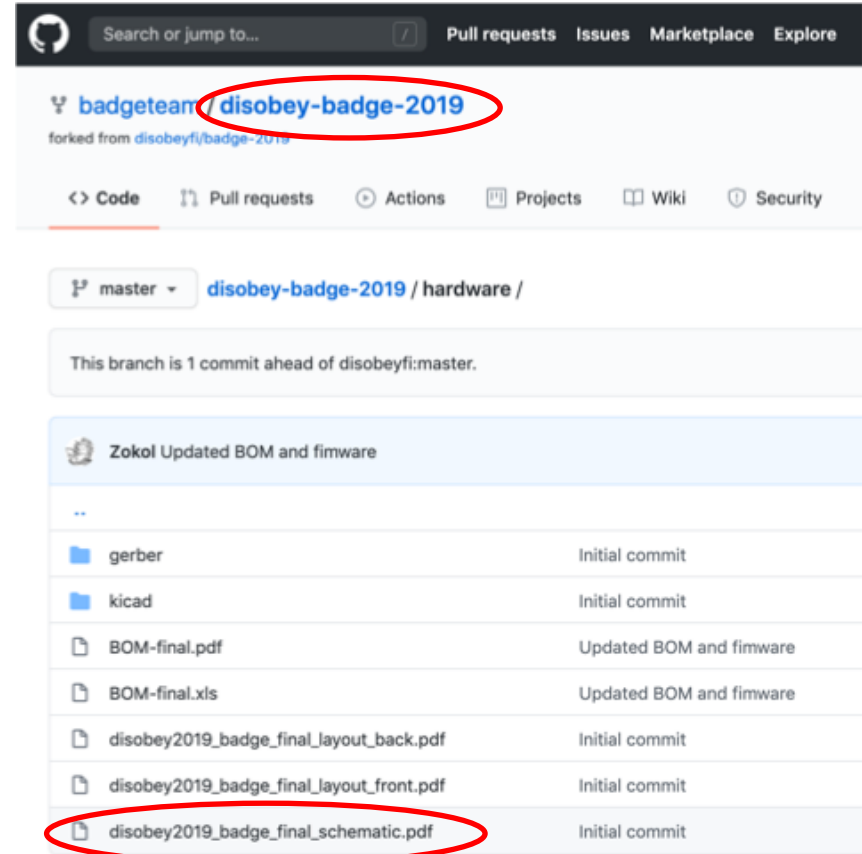 Search or jump to... / Pull requests Issues Marketplace Explore
badgeteam / disobey-badge-2019
forked from disobeyfi/badge-2019
<> Code Pull requests Actions Projects Wiki Security
master disobey-badge-2019 / hardware /
This branch is 1 commit ahead of disobeyfi:master.
Zokol Updated BOM and fimware
..
gerber Initial commit
kicad Initial commit
BOM-final.pdf Updated BOM and fimware
BOM-final.xls Updated BOM and fimware
disobey2019_badge_final_layout_back.pdf Initial commit
disobey2019_badge_final_layout_front.pdf Initial commit
disobey2019_badge_final_schematic.pdf Initial commit